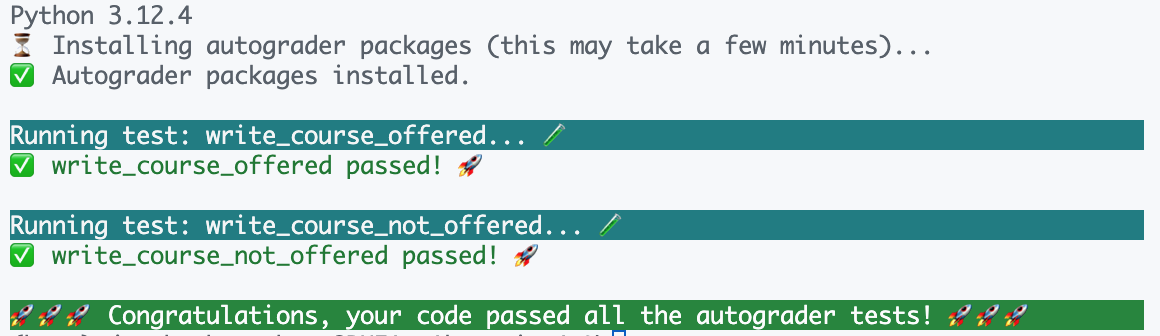 Python 3.12.4
⏳ Installing autograder packages (this may take a few minutes)...
✅ Autograder packages installed.
Running test: write_course_offered... 🧪
✅ write_course_offered passed! 🚀
Running test: write_course_not_offered... 🧪
✅ write_course_not_offered passed! 🚀
🚀🚀🚀 Congratulations, your code passed all the autograder tests! 🚀🚀🚀